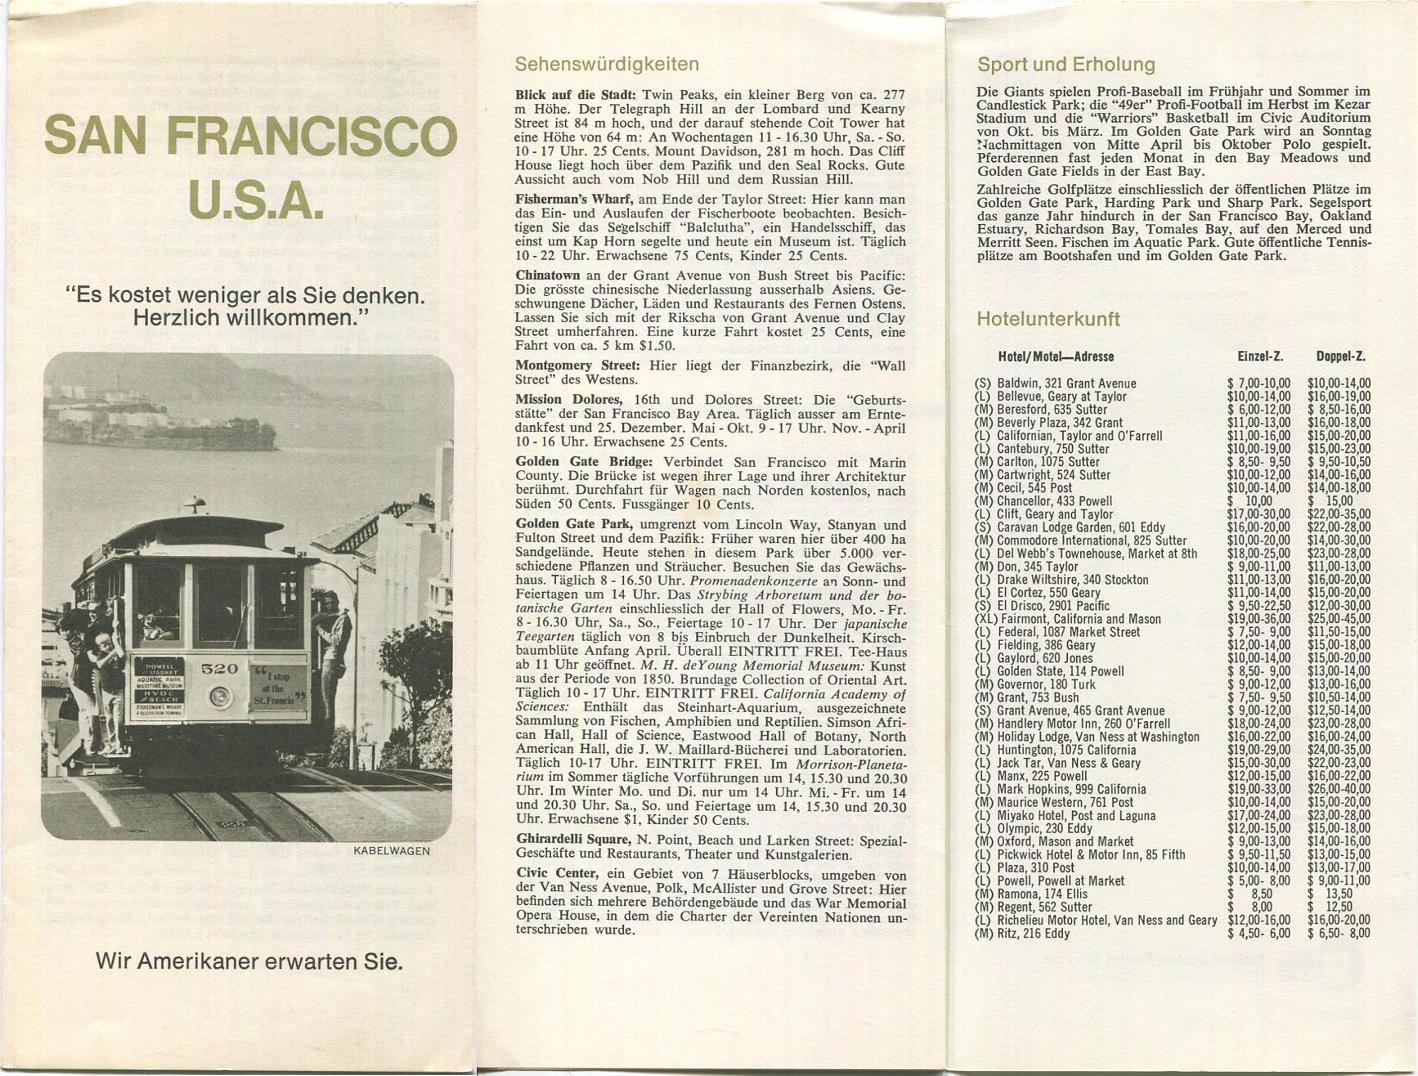 SAN FRANCISCO
U.S.A.
“Es kostet weniger als Sie denken.
Herzlich willkommen.”
POWELL
MARKET
AQUATIC PARK
MARITIME MUSEUM
HYDE
BEACH
FISHERMAN'S WHARF
520
“I stop
at the
St. Francis”
KABELWAGEN
Wir Amerikaner erwarten Sie.
Sehenswürdigkeiten
Blick auf die Stadt: Twin Peaks, ein kleiner Berg von ca. 277
m Höhe. Der Telegraph Hill an der Lombard und Kearny
Street ist 84 m hoch, und der darauf stehende Coit Tower hat
eine Höhe von 64 m: An Wochentagen 11 - 16.30 Uhr, Sa. - So.
10 - 17 Uhr. 25 Cents. Mount Davidson, 281 m hoch. Das Cliff
House liegt hoch über dem Pazifik und den Seal Rocks. Gute
Aussicht auch vom Nob Hill und dem Russian Hill.
Fisherman's Wharf, am Ende der Taylor Street: Hier kann man
das Ein- und Auslaufen der Fischerboote beobachten. Besich-
tigen Sie das Segelschiff “Balclutha”, ein Handelsschiff, das
einst um Kap Horn segelte und heute ein Museum ist. Täglich
10 - 22 Uhr. Erwachsene 75 Cents, Kinder 25 Cents.
Chinatown an der Grant Avenue von Bush Street bis Pacific:
Die grösste chinesische Niederlassung ausserhalb Asiens. Ge-
schwungene Dächer, Läden und Restaurants des Fernen Ostens.
Lassen Sie sich mit der Rikscha von Grant Avenue und Clay
Street umherfahren. Eine kurze Fahrt kostet 25 Cents, eine
Fahrt von ca. 5 km $1.50.
Montgomery Street: Hier liegt der Finanzbezirk, die “Wall
Street” des Westens.
Mission Dolores, 16th und Dolores Street: Die “Geburts-
stätte” der San Francisco Bay Area. Täglich ausser am Ernte-
dankfest und 25. Dezember. Mai - Okt. 9 - 17 Uhr. Nov. - April
10 - 16 Uhr. Erwachsene 25 Cents.
Golden Gate Bridge: Verbindet San Francisco mit Marin
County. Die Brücke ist wegen ihrer Lage und ihrer Architektur
berühmt. Durchfahrt für Wagen nach Norden kostenlos, nach
Süden 50 Cents. Fussgänger 10 Cents.
Golden Gate Park, umgrenzt vom Lincoln Way, Stanyan und
Fulton Street und dem Pazifik: Früher waren hier über 400 ha
Sandgelände. Heute stehen in diesem Park über 5.000 ver-
schiedene Pflanzen und Sträucher. Besuchen Sie das Gewächs-
haus. Täglich 8 - 16.50 Uhr. Promenadenkonzerte an Sonn- und
Feiertagen um 14 Uhr. Das Strybing Arboretum und der bo-
tanische Garten einschliesslich der Hall of Flowers, Mo. - Fr.
8 - 16.30 Uhr, Sa., So., Feiertage 10 - 17 Uhr. Der japanische
Teegarten täglich von 8 bis Einbruch der Dunkelheit. Kirsch-
baumblüte Anfang April. Überall EINTRITT FREI. Tee-Haus
ab 11 Uhr geöffnet. M. H. deYoung Memorial Museum: Kunst
aus der Periode von 1850. Brundage Collection of Oriental Art.
Täglich 10 - 17 Uhr. EINTRITT FREI. California Academy of
Sciences: Enthält das Steinhart-Aquarium, ausgezeichnete
Sammlung von Fischen, Amphibien und Reptilien. Simson Afri-
can Hall, Hall of Science, Eastwood Hall of Botany, North
American Hall, die J. W. Maillard-Bücherei und Laboratorien.
Täglich 10-17 Uhr. EINTRITT FREI. Im Morrison-Planeta-
rium im Sommer tägliche Vorführungen um 14, 15.30 und 20.30
Uhr. Im Winter Mo. und Di. nur um 14 Uhr. Mi. - Fr. um 14
und 20.30 Uhr. Sa., So. und Feiertage um 14, 15.30 und 20.30
Uhr. Erwachsene $1, Kinder 50 Cents.
Ghirardelli Square, N. Point, Beach und Larken Street: Spezial-
Geschäfte und Restaurants, Theater und Kunstgalerien.
Civic Center, ein Gebiet von 7 Häuserblocks, umgeben von
der Van Ness Avenue, Polk, McAllister und Grove Street: Hier
befinden sich mehrere Behördengebäude und das War Memorial
Opera House, in dem die Charter der Vereinten Nationen un-
terschrieben wurde.
Sport und Erholung
Die Giants spielen Profi-Baseball im Frühjahr und Sommer im
Candlestick Park; die “49er” Profi-Football im Herbst im Kezar
Stadium und die “Warriors” Basketball im Civic Auditorium
von Okt. bis März. Im Golden Gate Park wird an Sonntag
Nachmittagen von Mitte April bis Oktober Polo gespielt.
Pferderennen fast jeden Monat in den Bay Meadows und
Golden Gate Fields in der East Bay.
Zahlreiche Golfplätze einschliesslich der öffentlichen Plätze im
Golden Gate Park, Harding Park und Sharp Park. Segelsport
das ganze Jahr hindurch in der San Francisco Bay, Oakland
Estuary, Richardson Bay, Tomales Bay, auf den Merced und
Merritt Seen. Fischen im Aquatic Park. Gute öffentliche Tennis-
plätze am Bootshafen und im Golden Gate Park.
Hotelunterkunft
Hotel/Motel—Adresse Einzel-Z. Doppel-Z.
(S) Baldwin, 321 Grant Avenue $ 7,00-10,00 $10,00-14,00
(L) Bellevue, Geary at Taylor $10,00-14,00 $16,00-19,00
(M) Beresford, 635 Sutter $ 6,00-12,00 $ 8,50-16,00
(M) Beverly Plaza, 342 Grant $11,00-13,00 $16,00-18,00
(L) Californian, Taylor and O'Farrell $11,00-16,00 $15,00-20,00
(L) Cantebury, 750 Sutter $10,00-19,00 $15,00-23,00
(M) Carlton, 1075 Sutter $ 8,50- 9,50 $ 9,50-10,50
(M) Cartwright, 524 Sutter $10,00-12,00 $14,00-16,00
(M) Cecil, 545 Post $10,00-14,00 $14,00-18,00
(M) Chancellor, 433 Powell $ 10,00 $ 15,00
(L) Clift, Geary and Taylor $17,00-30,00 $22,00-35,00
(S) Caravan Lodge Garden, 601 Eddy $16,00-20,00 $22,00-28,00
(M) Commodore International, 825 Sutter $10,00-20,00 $14,00-30,00
(L) Del Webb's Townehouse, Market at 8th $18,00-25,00 $23,00-28,00
(M) Don, 345 Taylor $ 9,00-11,00 $11,00-13,00
(L) Drake Wiltshire, 340 Stockton $11,00-13,00 $16,00-20,00
(L) El Cortez, 550 Geary $11,00-14,00 $15,00-20,00
(S) El Drisco, 2901 Pacific $ 9,50-22,50 $12,00-30,00
(XL) Fairmont, California and Mason $19,00-36,00 $25,00-45,00
(L) Federal, 1087 Market Street $ 7,50- 9,00 $11,50-15,00
(L) Fielding, 386 Geary $12,00-14,00 $15,00-18,00
(L) Gaylord, 620 Jones $10,00-14,00 $15,00-20,00
(L) Golden State, 114 Powell $ 8,50- 9,00 $13,00-14,00
(M) Governor, 180 Turk $ 9,00-12,00 $13,00-16,00
(M) Grant, 753 Bush $ 7,50- 9,50 $10,50-14,00
(S) Grant Avenue, 465 Grant Avenue $ 9,00-12,00 $12,50-14,00
(M) Handlery Motor Inn, 260 O'Farrell $18,00-24,00 $23,00-28,00
(M) Holiday Lodge, Van Ness at Washington $16,00-22,00 $16,00-24,00
(L) Huntington, 1075 California $19,00-29,00 $24,00-35,00
(L) Jack Tar, Van Ness & Geary $15,00-30,00 $22,00-23,00
(L) Manx, 225 Powell $12,00-15,00 $16,00-22,00
(L) Mark Hopkins, 999 California $19,00-33,00 $26,00-40,00
(M) Maurice Western, 761 Post $10,00-14,00 $15,00-20,00
(L) Miyako Hotel, Post and Laguna $17,00-24,00 $23,00-28,00
(L) Olympic, 230 Eddy $12,00-15,00 $15,00-18,00
(M) Oxford, Mason and Market $ 9,00-13,00 $14,00-16,00
(L) Pickwick Hotel & Motor Inn, 85 Fifth $ 9,50-11,50 $13,00-15,00
(L) Plaza, 310 Post $10,00-14,00 $13,00-17,00
(L) Powell, Powell at Market $ 5,00- 8,00 $ 9,00-11,00
(M) Ramona, 174 Ellis $ 8,50 $ 13,50
(M) Regent, 562 Sutter $ 8,00 $ 12,50
(L) Richelieu Motor Hotel, Van Ness and Geary $12,00-16,00 $16,00-20,00
(M) Ritz, 216 Eddy $ 4,50- 6,00 $ 6,50- 8,00